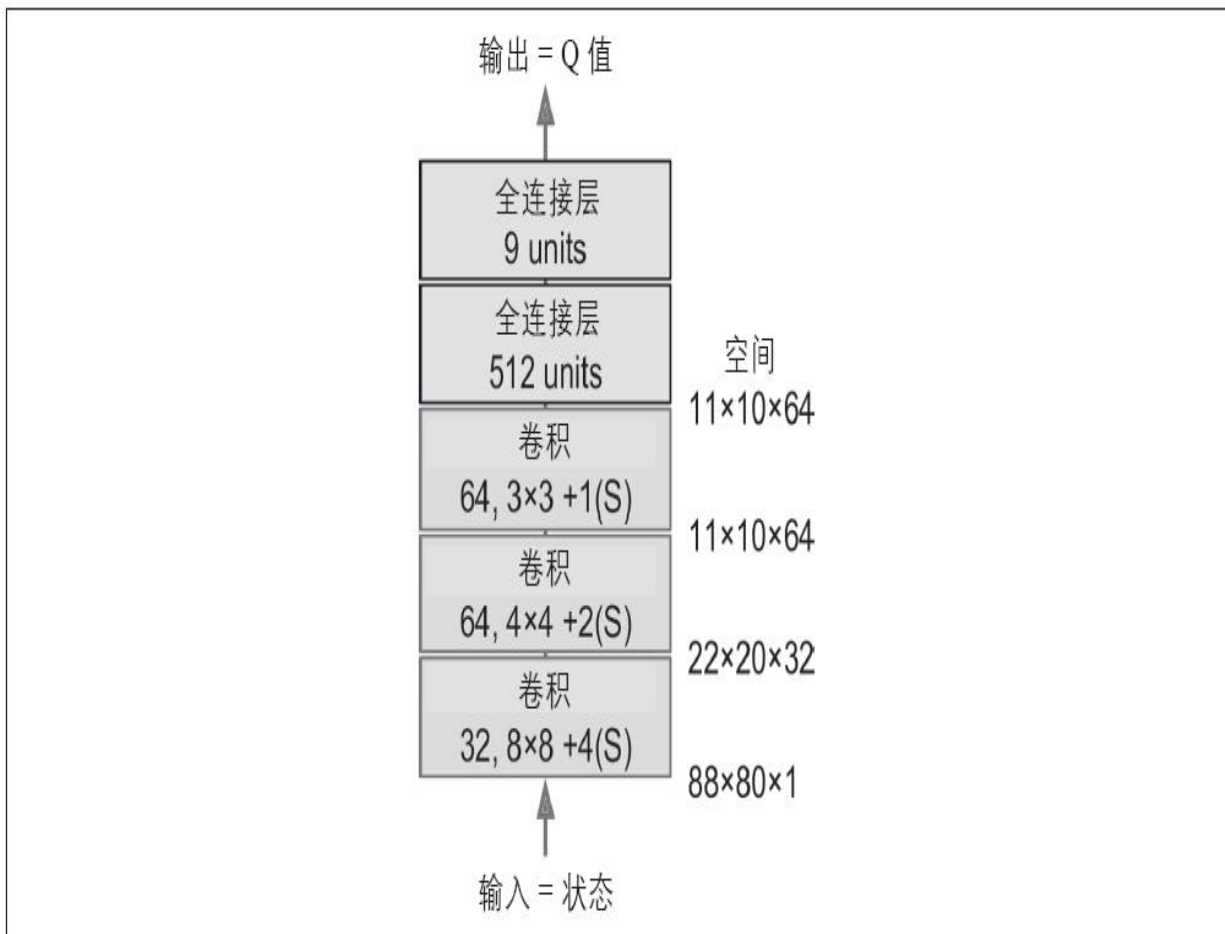 输出 = Q 值
全连接层
9 units
全连接层
512 units
空间
11×10×64
卷积
64, 3×3 +1(S)
11×10×64
卷积
64, 4×4 +2(S)
22×20×32
卷积
32, 8×8 +4(S)
88×80×1
输入 = 状态